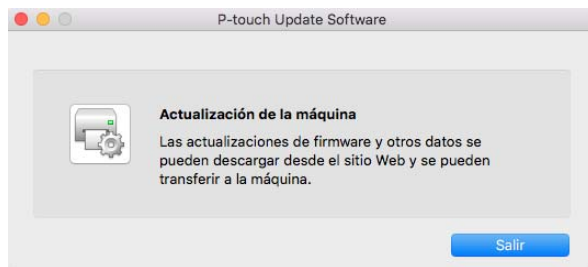 P-touch Update Software
Actualización de la máquina
Las actualizaciones de firmware y otros datos se
pueden descargar desde el sitio Web y se pueden
transferir a la máquina.
Salir